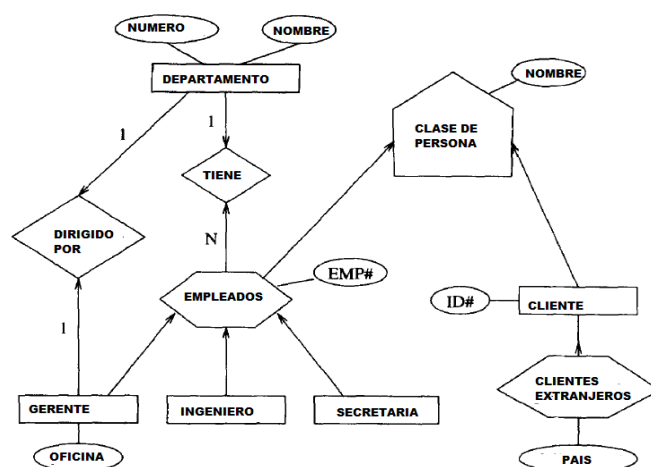 NUMERO
NOMBRE
DEPARTAMENTO
NOMBRE
1
1
CLASE DE
PERSONA
TIENE
DIRIGIDO
POR
N
EMP#
EMPLEADOS
ID#
CLIENTE
1
CLIENTES
EXTRANJEROS
GERENTE
INGENIERO
SECRETARIA
OFICINA
PAIS